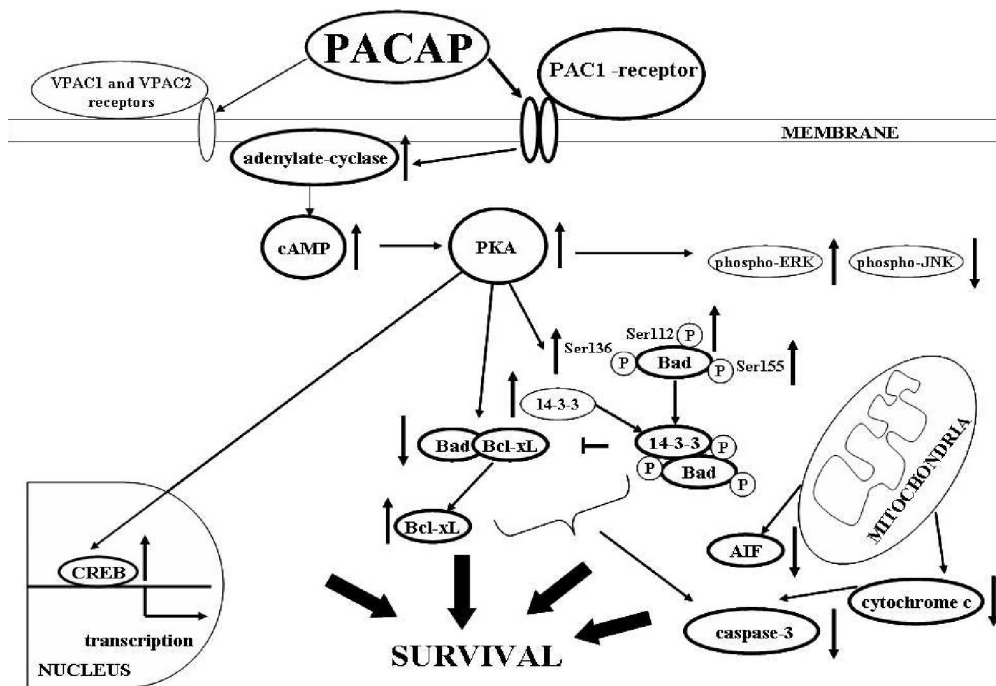 PACAP
PAC1 -receptor
VPAC1 and VPAC2
receptors
MEMBRANE
adenylate-cyclase
cAMP
PKA
phospho-ERK
phospho-JNK
Ser112
P
Ser136
P
Bad
P
Ser155
14-3-3
Bad
Bcl-xL
14-3-3
P
P
Bad
P
MITOCHONDRIA
Bcl-xL
AIF
CREB
cytochrome c
transcription
caspase-3
NUCLEUS
SURVIVAL